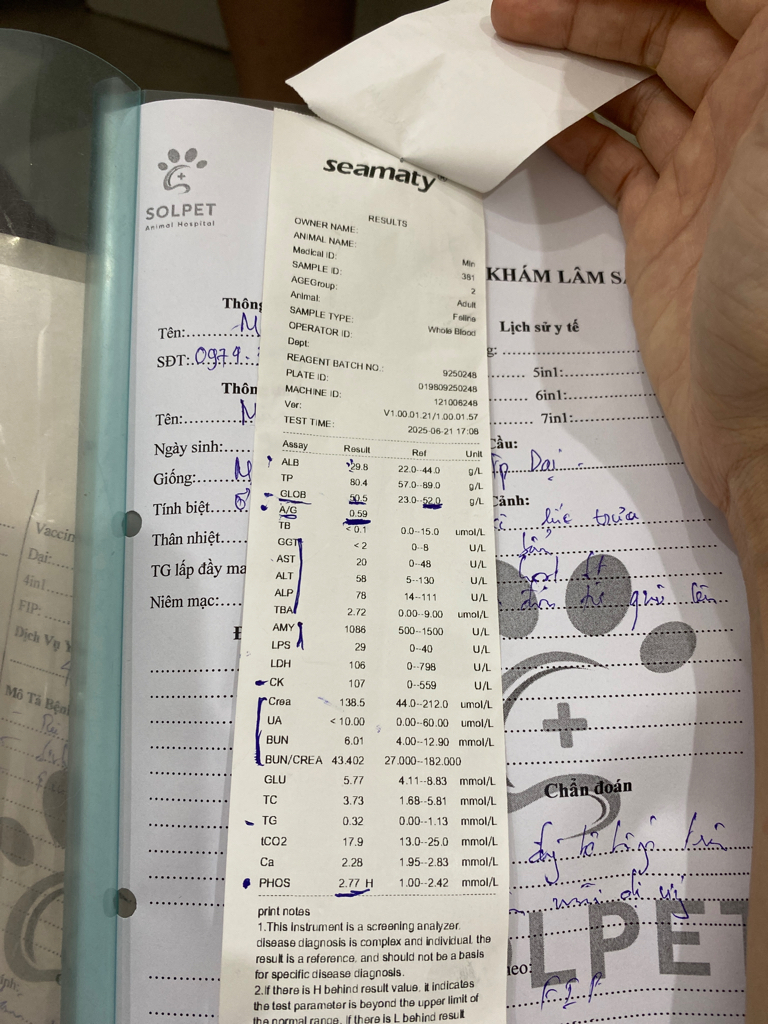 seamaty®
SOLPET
Animal Hospital
RESULTS
OWNER NAME:
ANIMAL NAME: Min
Medical ID: 381
SAMPLE ID: 2
AGEGroup: Adult
Animal: Feline
SAMPLE TYPE: Whole Blood
OPERATOR ID:
Dept:
REAGENT BATCH NO.: 9250248
PLATE ID: 019809250248
MACHINE ID: 121006248
Ver: V1.00.01.21/1.00.01.57
TEST TIME: 2025-06-21 17:08
Assay Result Ref Unit
ALB 29.8 22.0--44.0 g/L
TP 80.4 57.0--89.0 g/L
GLOB 50.5 23.0--52.0 g/L
A/G 0.59
TB <0.1 0.0--15.0 umol/L
GGT <2 0--8 U/L
AST 20 0--48 U/L
ALT 58 5--130 U/L
ALP 78 14--111 U/L
TBA 2.72 0.00--9.00 umol/L
AMY 1086 500--1500 U/L
LPS 29 0--40 U/L
LDH 106 0--798 U/L
CK 107 0--559 U/L
Crea 138.5 44.0--212.0 umol/L
UA <10.00 0.00--60.00 umol/L
BUN 6.01 4.00--12.90 mmol/L
BUN/CREA 43.402 27.000--182.000
GLU 5.77 4.11--8.83 mmol/L
TC 3.73 1.68--5.81 mmol/L
TG 0.32 0.00--1.13 mmol/L
tCO2 17.9 13.0--25.0 mmol/L
Ca 2.28 1.95--2.83 mmol/L
PHOS 2.77 H 1.00--2.42 mmol/L
print notes
1.This instrument is a screening analyzer,
disease diagnosis is complex and individual, the
result is a reference, and should not be a basis
for specific disease diagnosis.
2.If there is H behind result value, it indicates
the test parameter is beyond the upper limit of
the normal range. If there is L behind result
Thông
Tên: M
SĐT: 0979
Thôn
Tên: M
Ngày sinh:
Giống: M
Tính biệt
Thân nhiệt
TG lấp đầy ma
Niêm mạc:
KHÁM LÂM S
Lịch sử y tế
5in1:
6in1:
7in1:
Cầu:
Dại
Cảnh:
lúc trưa
Chẩn đoán
SOLPET
FIP
Vaccin
Dại:
4in1
FIP:
Dịch Vụ
Mô Tả Bệnh